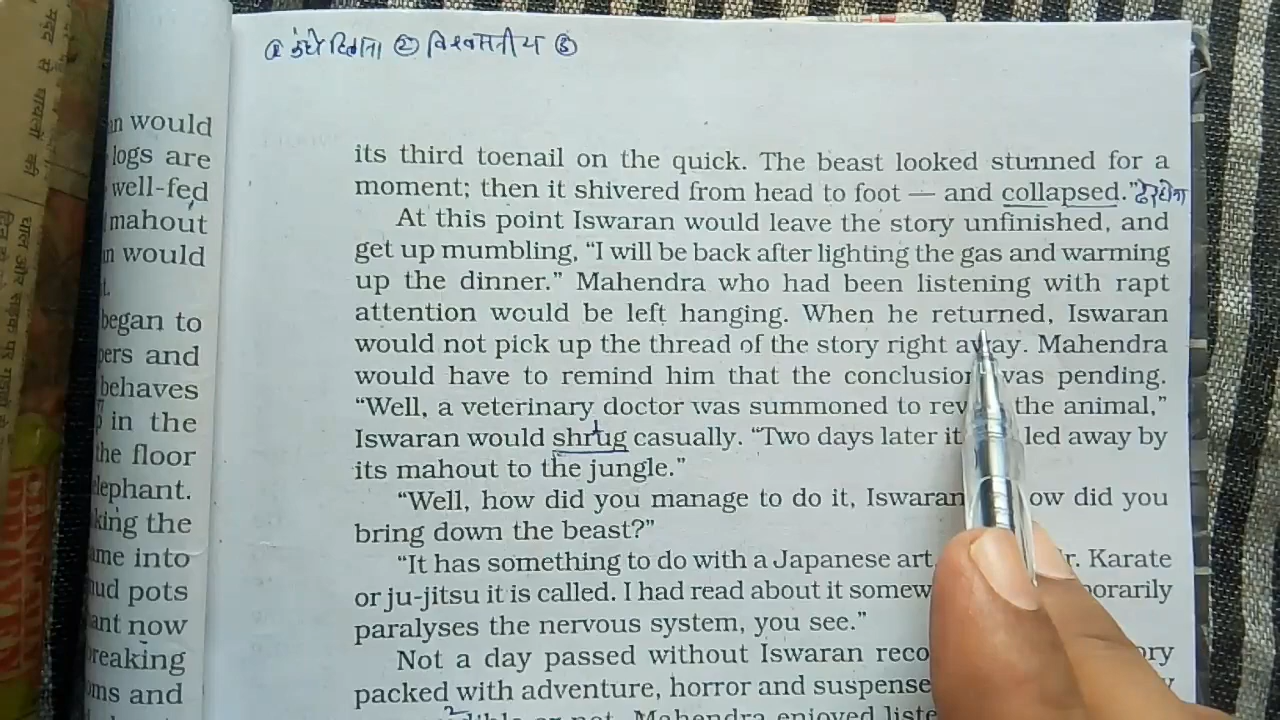 ① कंधे हिलाना ② विश्वसनीय ③
its third toenail on the quick. The beast looked stunned for a
moment; then it shivered from head to foot — and collapsed."
At this point Iswaran would leave the story unfinished, and
get up mumbling, “I will be back after lighting the gas and warming
up the dinner.” Mahendra who had been listening with rapt
attention would be left hanging. When he returned, Iswaran
would not pick up the thread of the story right away. Mahendra
would have to remind him that the conclusion was pending.
“Well, a veterinary doctor was summoned to rev the animal,”
Iswaran would shrug casually. “Two days later it led away by
its mahout to the jungle.”
“Well, how did you manage to do it, Iswaran ow did you
bring down the beast?”
“It has something to do with a Japanese art, r. Karate
or ju-jitsu it is called. I had read about it somew orarily
paralyses the nervous system, you see.”
Not a day passed without Iswaran reco ory
packed with adventure, horror and suspense
Mahendra enjoyed liste
an would
logs are
well-fed
mahout
n would
t.
began to
pers and
behaves
p in the
the floor
elephant.
king the
ame into
mud pots
ant now
breaking
oms and